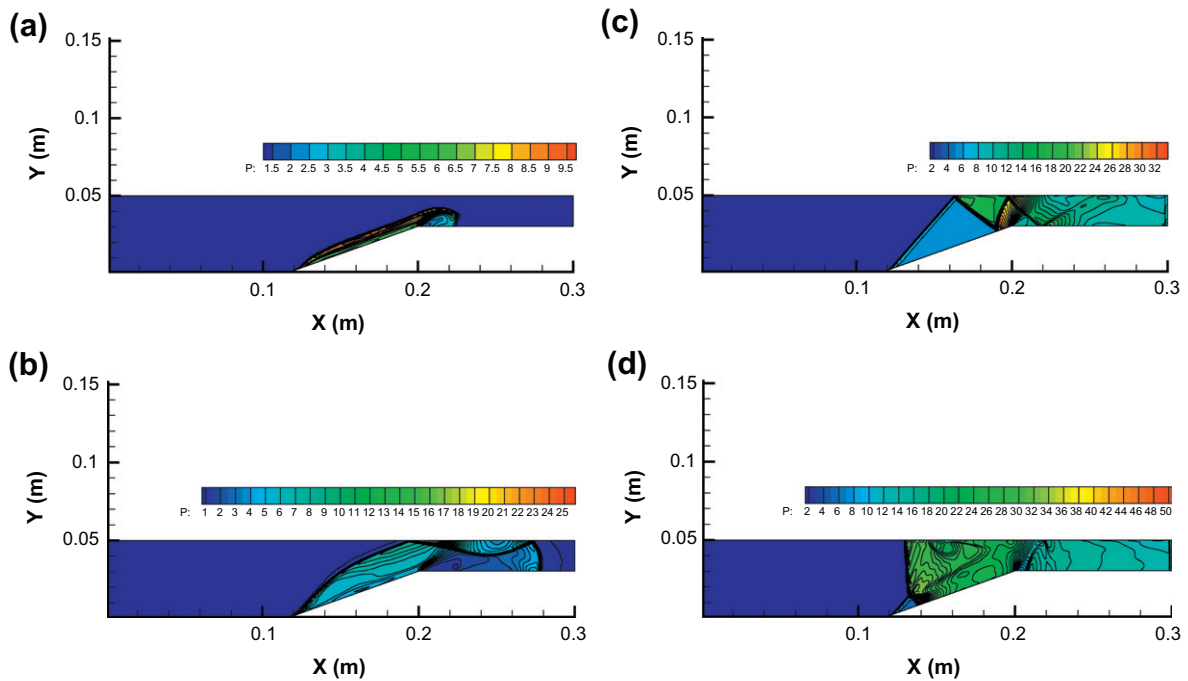 (a)
0.15
0.1
0.05
Y (m)
P: 1.5 2 2.5 3 3.5 4 4.5 5 5.5 6 6.5 7 7.5 8 8.5 9 9.5
0.1 0.2 0.3
X (m)
(c)
0.15
0.1
0.05
Y (m)
P: 2 4 6 8 10 12 14 16 18 20 22 24 26 28 30 32
0.1 0.2 0.3
X (m)
(b)
0.15
0.1
0.05
Y (m)
P: 1 2 3 4 5 6 7 8 9 10 11 12 13 14 15 16 17 18 19 20 21 22 23 24 25
0.1 0.2 0.3
X (m)
(d)
0.15
0.1
0.05
Y (m)
P: 2 4 6 8 10 12 14 16 18 20 22 24 26 28 30 32 34 36 38 40 42 44 46 48 50
0.1 0.2 0.3
X (m)